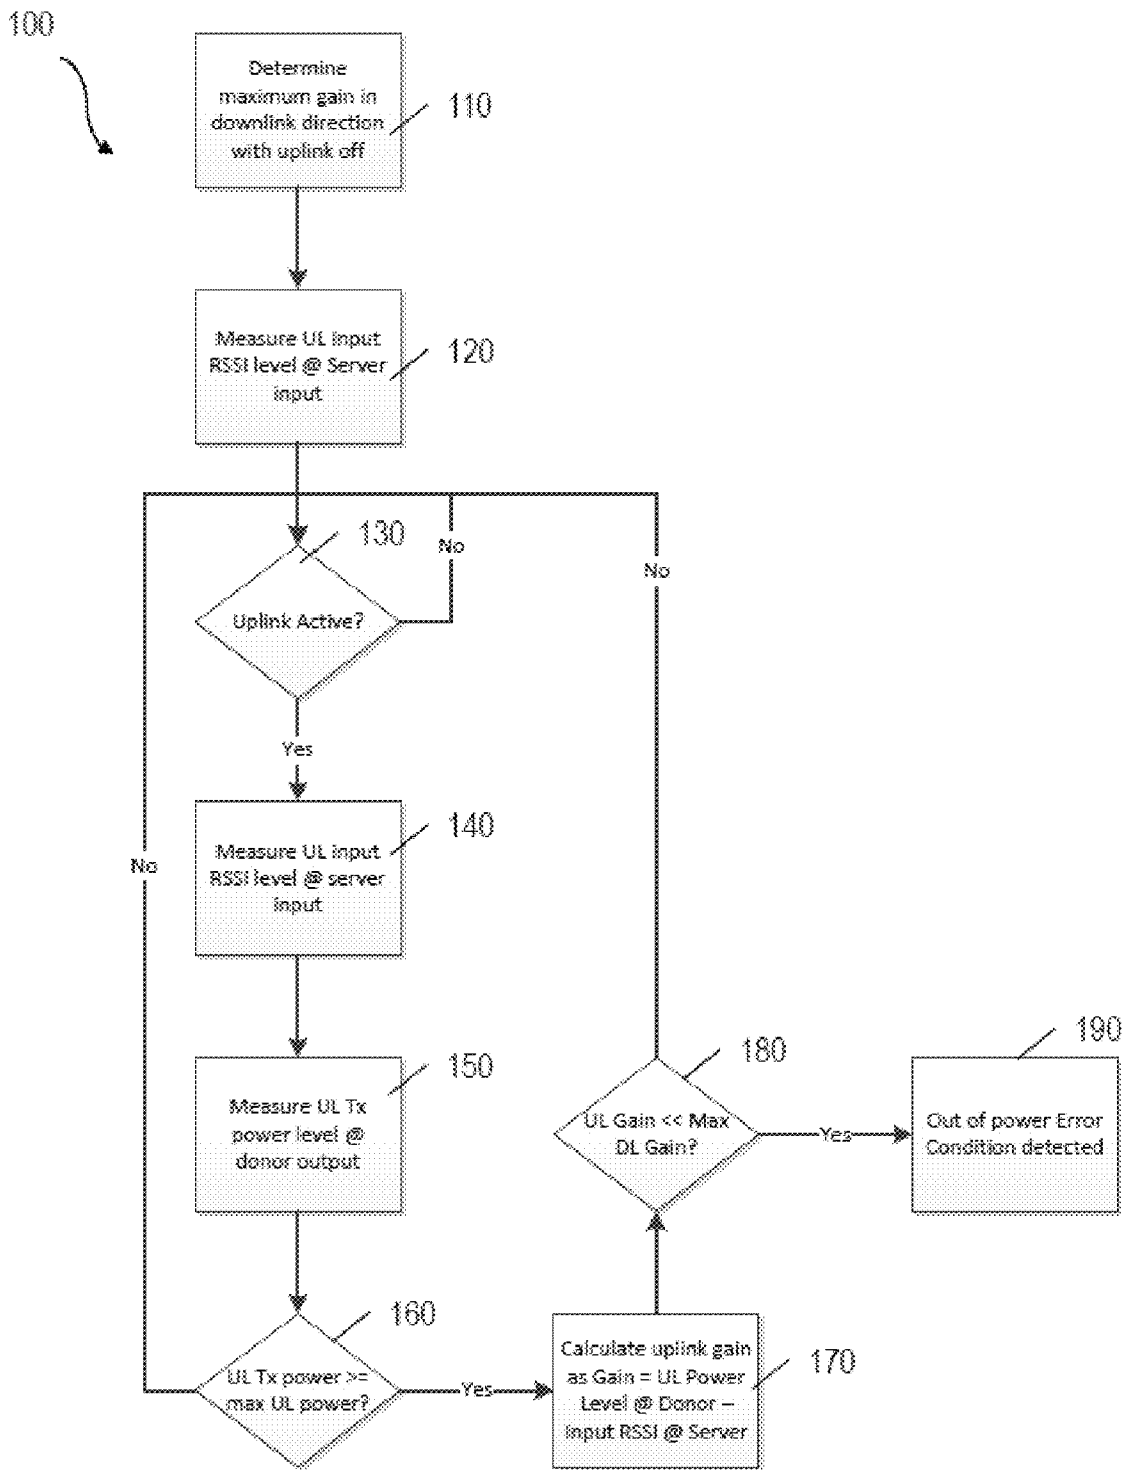 100
Determine
maximum gain in
downlink direction
with uplink off
110
Measure UL input
RSSI level @ Server
input
120
130
No
Uplink Active?
No
Yes
Measure UL input
RSSI level @ server
input
140
No
Measure UL Tx
power level @
donor output
150
180
UL Gain << Max
DL Gain?
Yes
190
Out of power Error
Condition detected
160
UL Tx power >=
max UL power?
Yes
Calculate uplink gain
as Gain = UL Power
Level @ Donor –
Input RSSI @ Server
170